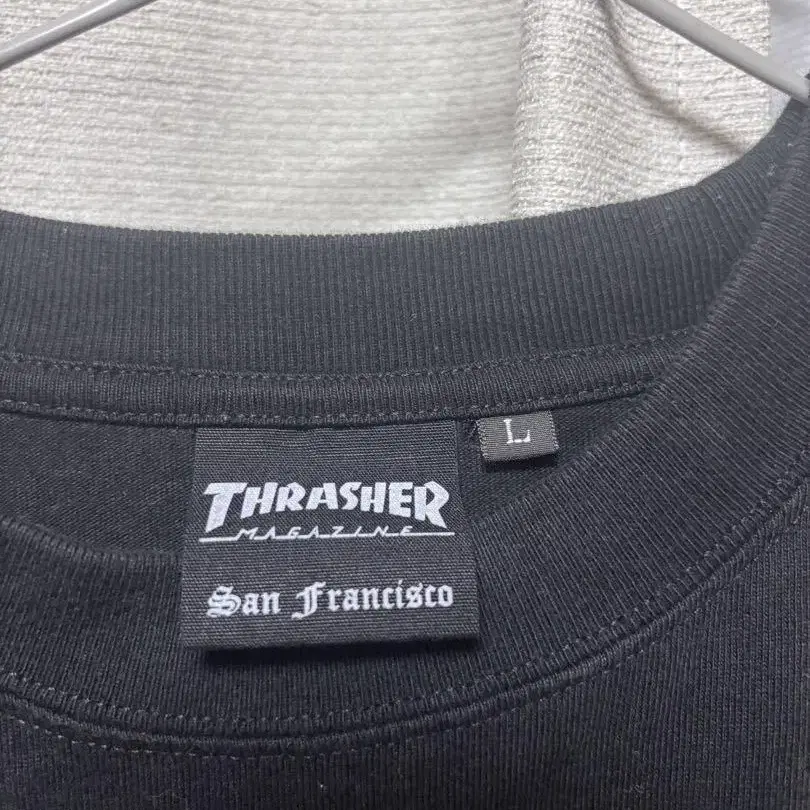 THRASHER
MAGAZINE
San Francisco
L